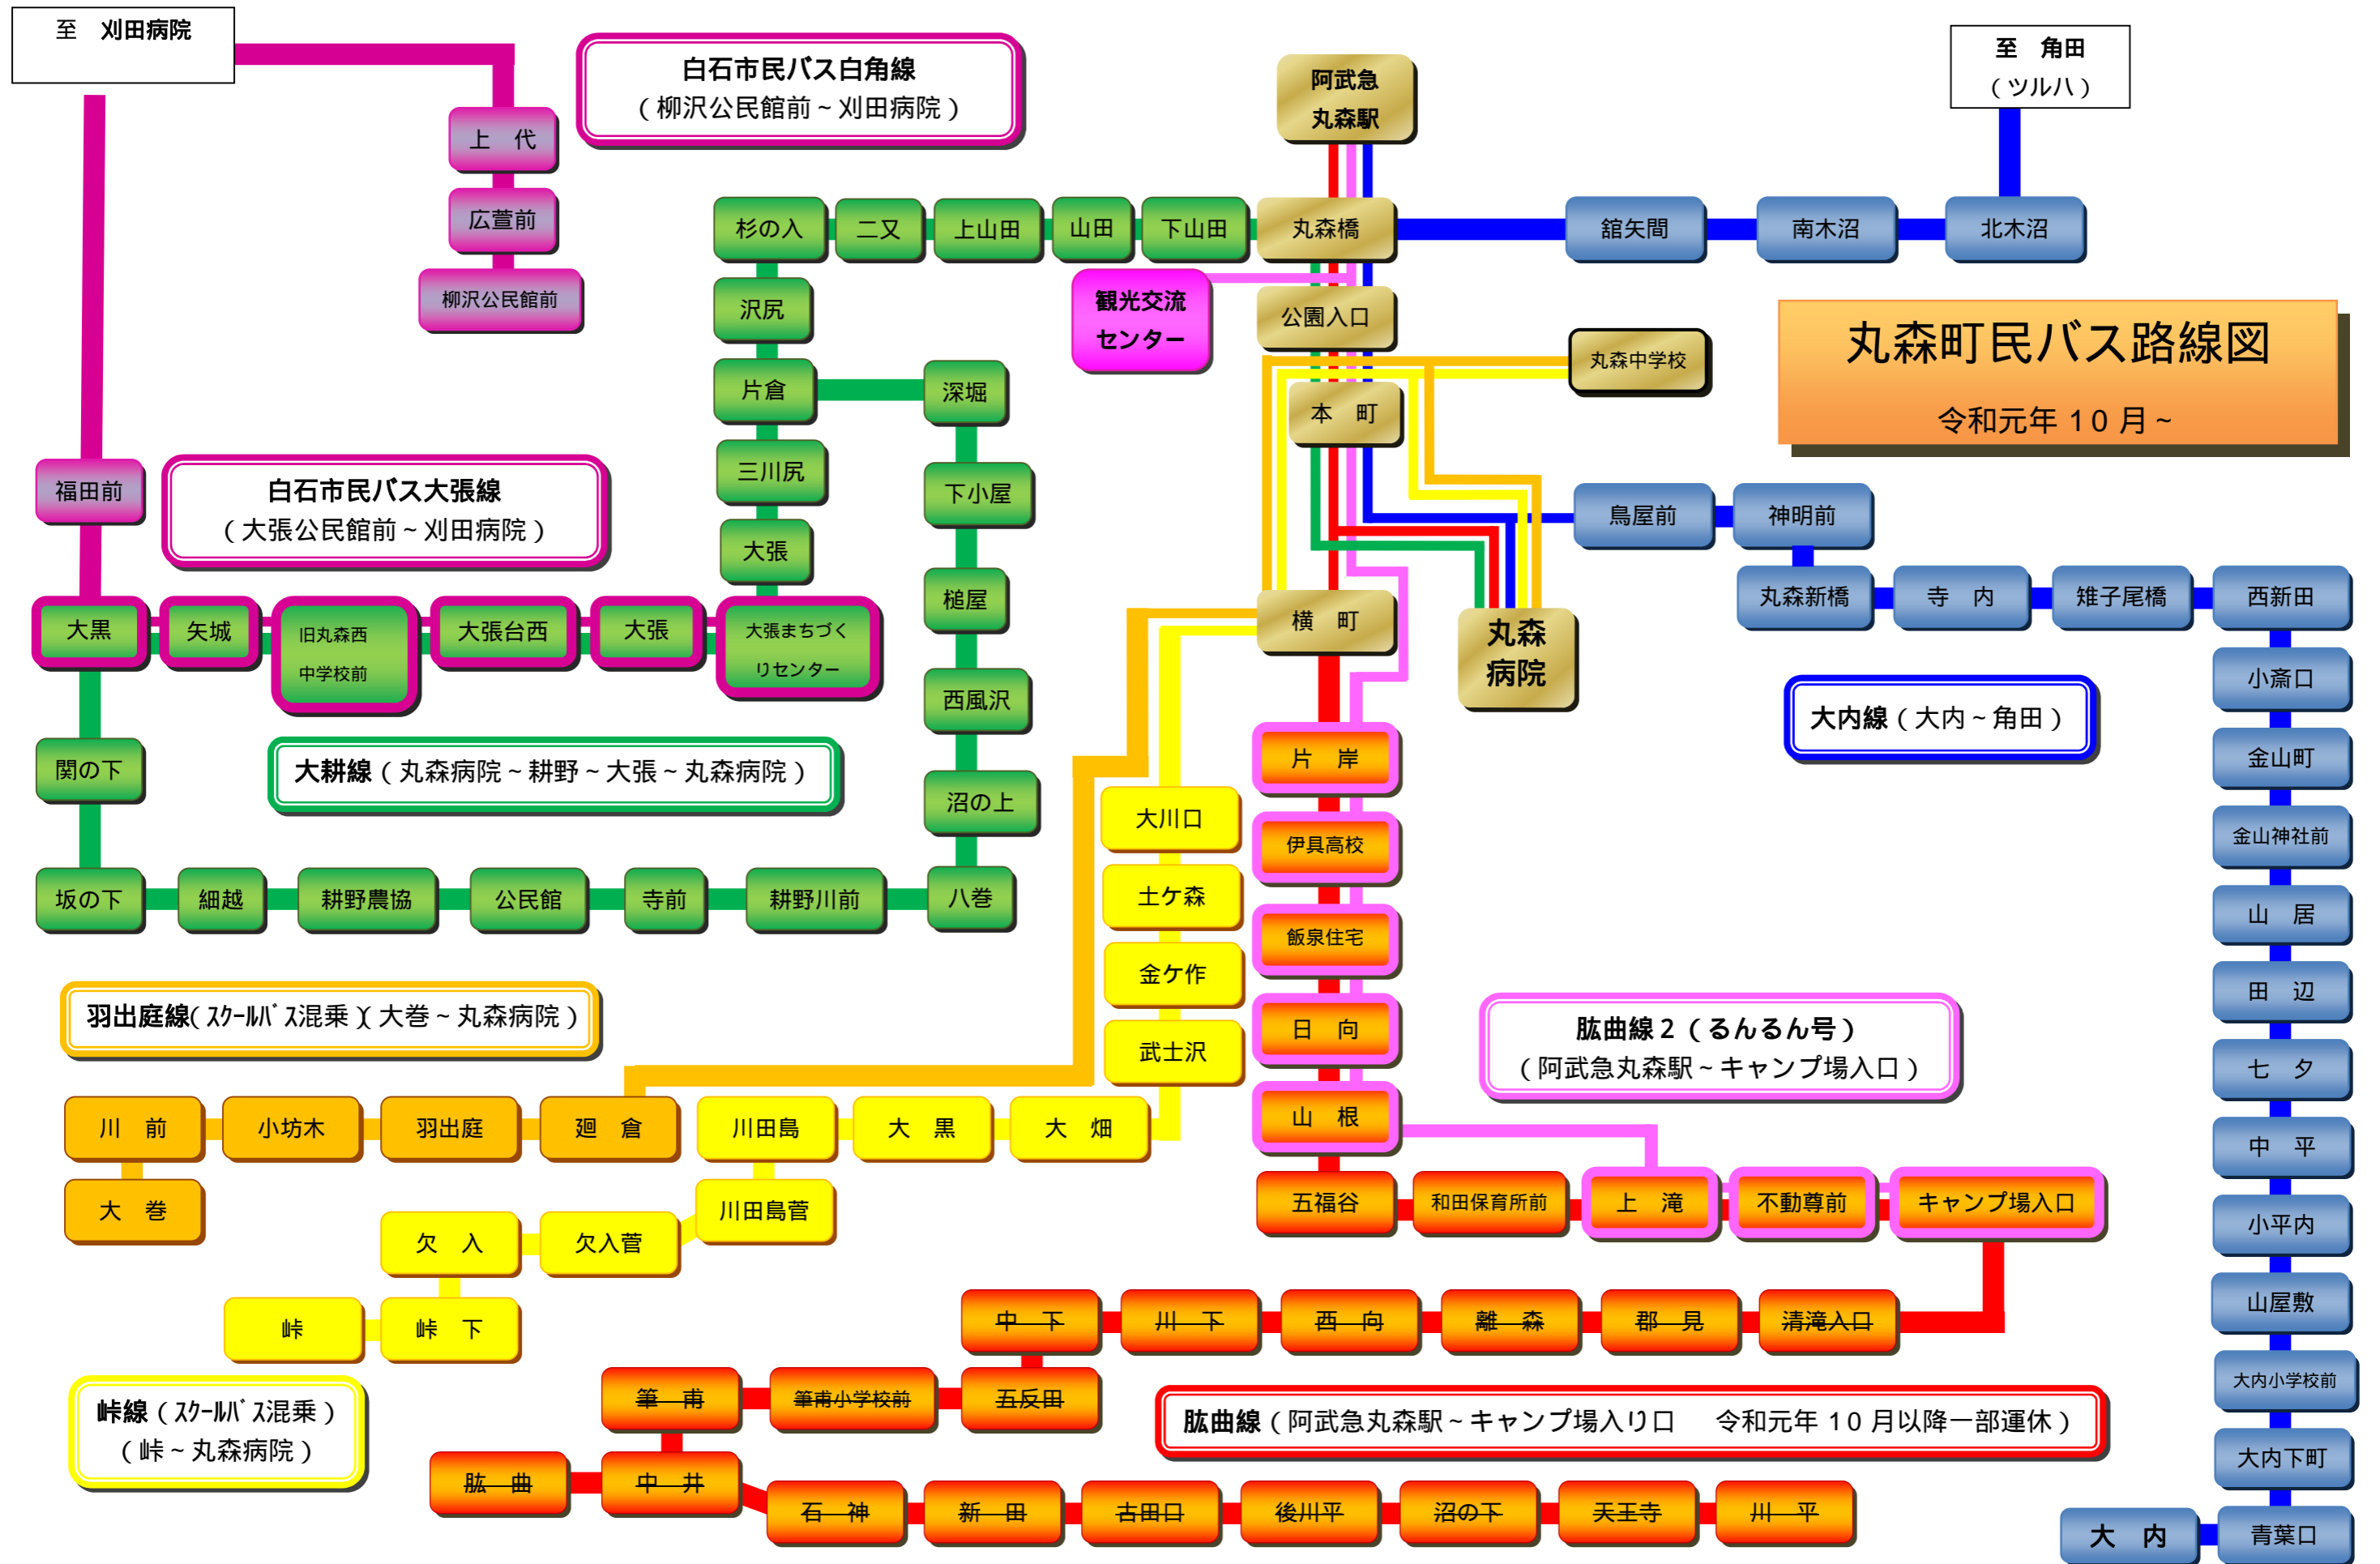 至　刈田病院
白石市民バス白角線
（柳沢公民館前～刈田病院）
阿武急
丸森駅
至　角田
（ツルハ）
上　代
広萱前
柳沢公民館前
杉の入
二又
上山田
山田
下山田
丸森橋
舘矢間
南木沼
北木沼
沢尻
観光交流
センター
公園入口
丸森町民バス路線図
令和元年10月～
丸森中学校
片倉
深堀
本　町
三川尻
福田前
白石市民バス大張線
（大張公民館前～刈田病院）
下小屋
鳥屋前
神明前
大張
槌屋
丸森新橋
寺　内
雉子尾橋
西新田
大黒
矢城
旧丸森西
中学校前
大張台西
大張
大張まちづく
りセンター
横　町
丸森
病院
西風沢
小斎口
大内線（大内～角田）
関の下
大耕線（丸森病院～耕野～大張～丸森病院）
片　岸
金山町
沼の上
大川口
伊具高校
金山神社前
坂の下
細越
耕野農協
公民館
寺前
耕野川前
八巻
土ケ森
飯泉住宅
山　居
金ケ作
田　辺
羽出庭線(ｽｸｰﾙﾊﾞｽ混乗)(大巻～丸森病院)
武士沢
日　向
肱曲線２（るんるん号）
（阿武急丸森駅～キャンプ場入口）
七　夕
川　前
小坊木
羽出庭
廻　倉
川田島
大　黒
大　畑
山　根
中　平
大　巻
川田島菅
五福谷
和田保育所前
上　滝
不動尊前
キャンプ場入口
小平内
欠　入
欠入菅
山屋敷
峠
峠　下
中　下
川　下
西　向
離　森
郡　見
清滝入口
大内小学校前
筆　甫
筆甫小学校前
五反田
峠線（ｽｸｰﾙﾊﾞｽ混乗）
（峠～丸森病院）
肱曲線（阿武急丸森駅～キャンプ場入り口　令和元年10月以降一部運休）
大内下町
肱　曲
中　井
石　神
新　田
古田口
後川平
沼の下
天王寺
川　平
大　内
青葉口